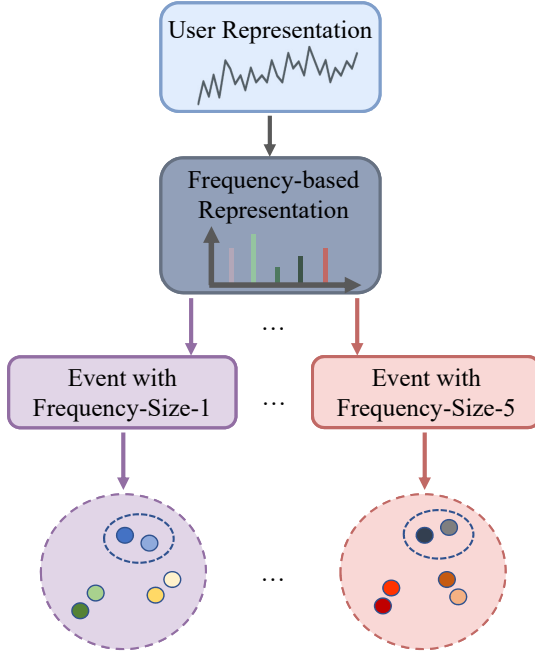 User Representation
Frequency-based
Representation
...
Event with
Frequency-Size-1
...
Event with
Frequency-Size-5
...